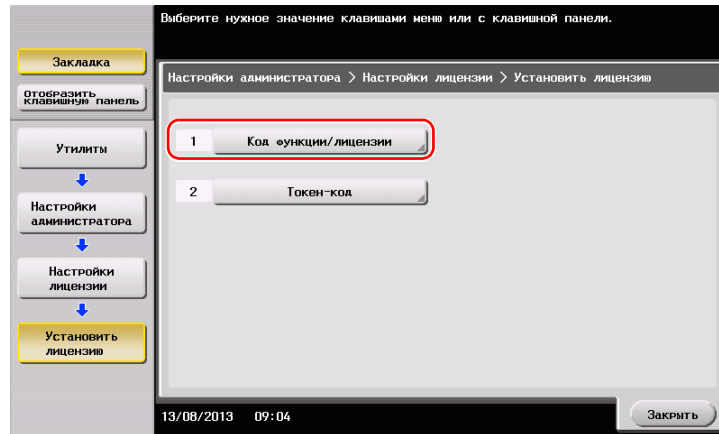 Выберите нужное значение клавишами меню или с клавишной панели.
Закладка
Отобразить
клавишную панель
Утилиты
Настройки
администратора
Настройки
лицензии
Установить
лицензию
Настройки администратора > Настройки лицензии > Установить лицензию
1 Код функции/лицензии
2 Токен-код
13/08/2013 09:04
Закрыть